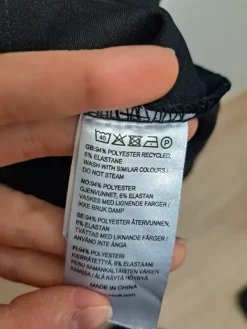 40
GB:94% POLYESTER RECYCLED,
6% ELASTANE
WASH WITH SIMILAR COLOURS /
DO NOT STEAM
NO:94% POLYESTER
GJENVUNNET, 6% ELASTAN
VASKES MED LIGNENDE FARGER /
IKKE BRUK DAMP
SE:94% POLYESTER ÅTERVUNNEN,
6% ELASTAN
TVÄTTAS MED LIKNANDE FÄRGER /
ANVÄND INTE ÅNGA
FI:94% POLYESTERI
KIERRÄTETTYÄ, 6% ELASTAANI
PESU SAMANKALTAISTEN VÄRIEN
KANSSA / ÄLÄ KÄYTÄ HÖYRYÄ
MADE IN CHINA